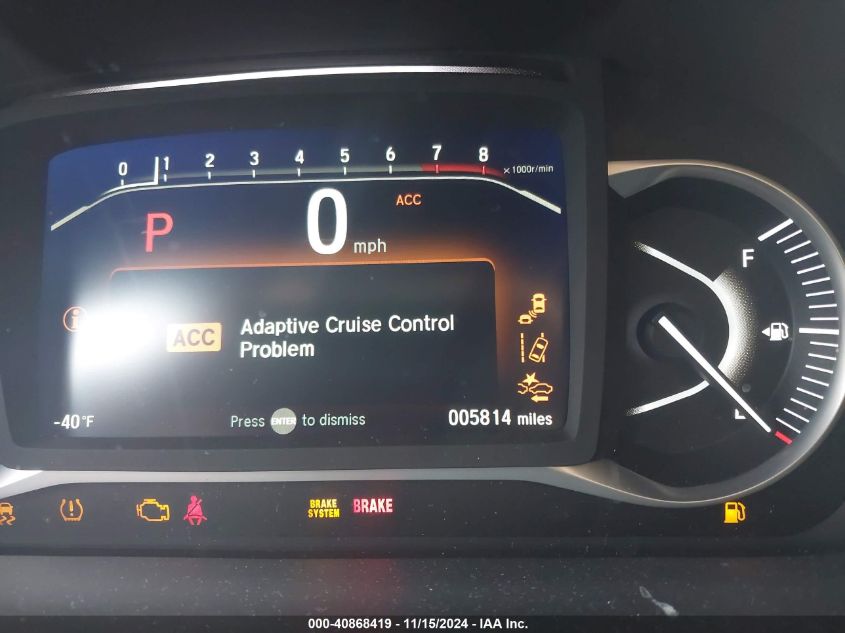 0 1 2 3 4 5 6 7 8 ×1000r/min
ACC
P 0 mph
F
ACC Adaptive Cruise Control
Problem
-40°F Press ENTER to dismiss 005814 miles
BRAKE
SYSTEM
BRAKE
000-40868419 - 11/15/2024 - IAA Inc.